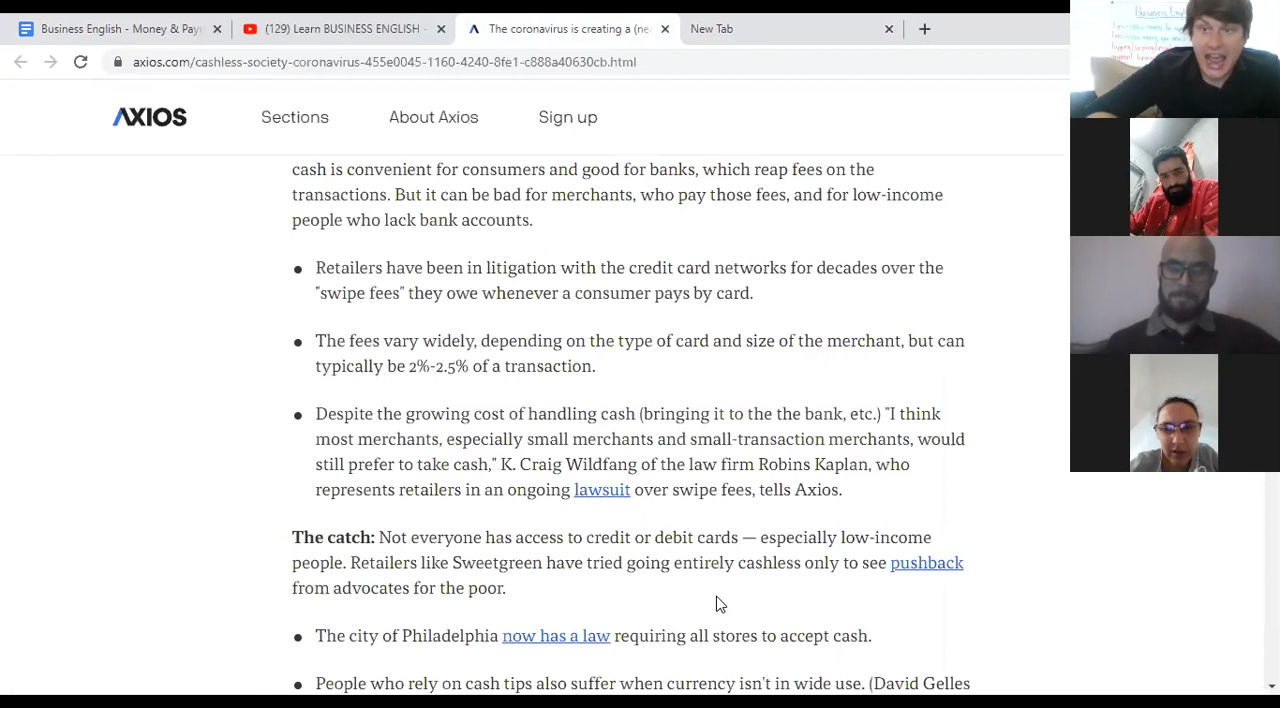 Business English - Money & Pay
(129) Learn BUSINESS ENGLISH
The coronavirus is creating a (ne
New Tab
axios.com/cashless-society-coronavirus-455e0045-1160-4240-8fe1-c888a40630cb.html
AXIOS
Sections
About Axios
Sign up
Business Engl
cash is convenient for consumers and good for banks, which reap fees on the
transactions. But it can be bad for merchants, who pay those fees, and for low-income
people who lack bank accounts.
• Retailers have been in litigation with the credit card networks for decades over the
"swipe fees" they owe whenever a consumer pays by card.
• The fees vary widely, depending on the type of card and size of the merchant, but can
typically be 2%-2.5% of a transaction.
• Despite the growing cost of handling cash (bringing it to the the bank, etc.) "I think
most merchants, especially small merchants and small-transaction merchants, would
still prefer to take cash," K. Craig Wildfang of the law firm Robins Kaplan, who
represents retailers in an ongoing lawsuit over swipe fees, tells Axios.
The catch: Not everyone has access to credit or debit cards — especially low-income
people. Retailers like Sweetgreen have tried going entirely cashless only to see pushback
from advocates for the poor.
• The city of Philadelphia now has a law requiring all stores to accept cash.
• People who rely on cash tips also suffer when currency isn't in wide use. (David Gelles